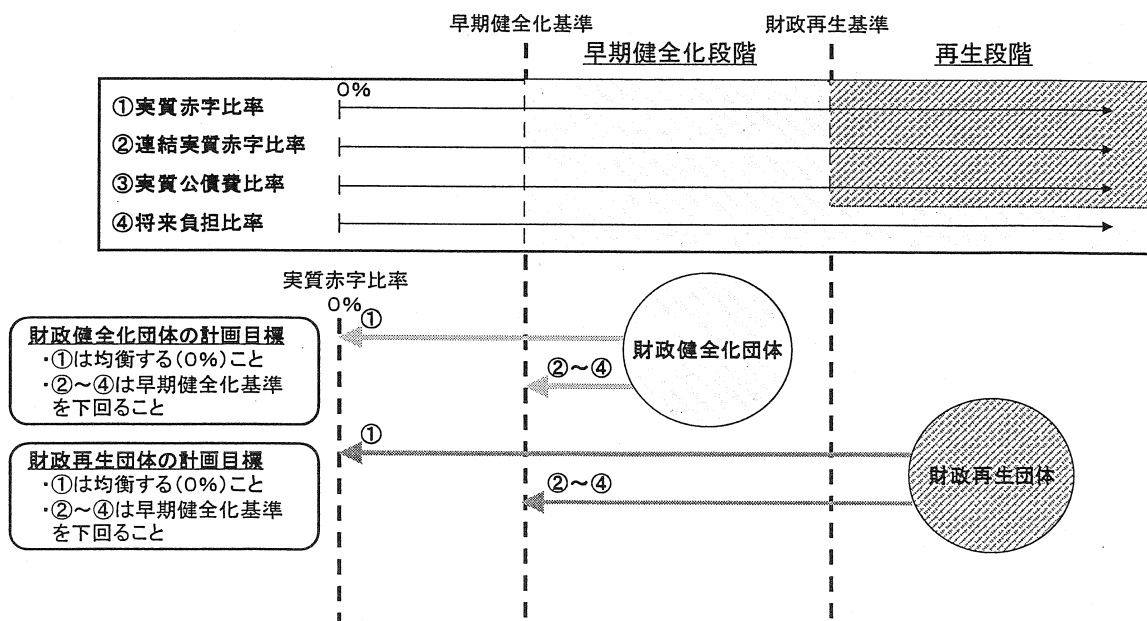 早期健全化基準
財政再生基準
早期健全化段階
再生段階
0%
①実質赤字比率
②連結実質赤字比率
③実質公債費比率
④将来負担比率
実質赤字比率
0%
①
財政健全化団体の計画目標
・①は均衡する(0%)こと
・②～④は早期健全化基準
を下回ること
②～④
財政健全化団体
①
財政再生団体の計画目標
・①は均衡する(0%)こと
・②～④は早期健全化基準
を下回ること
②～④
財政再生団体